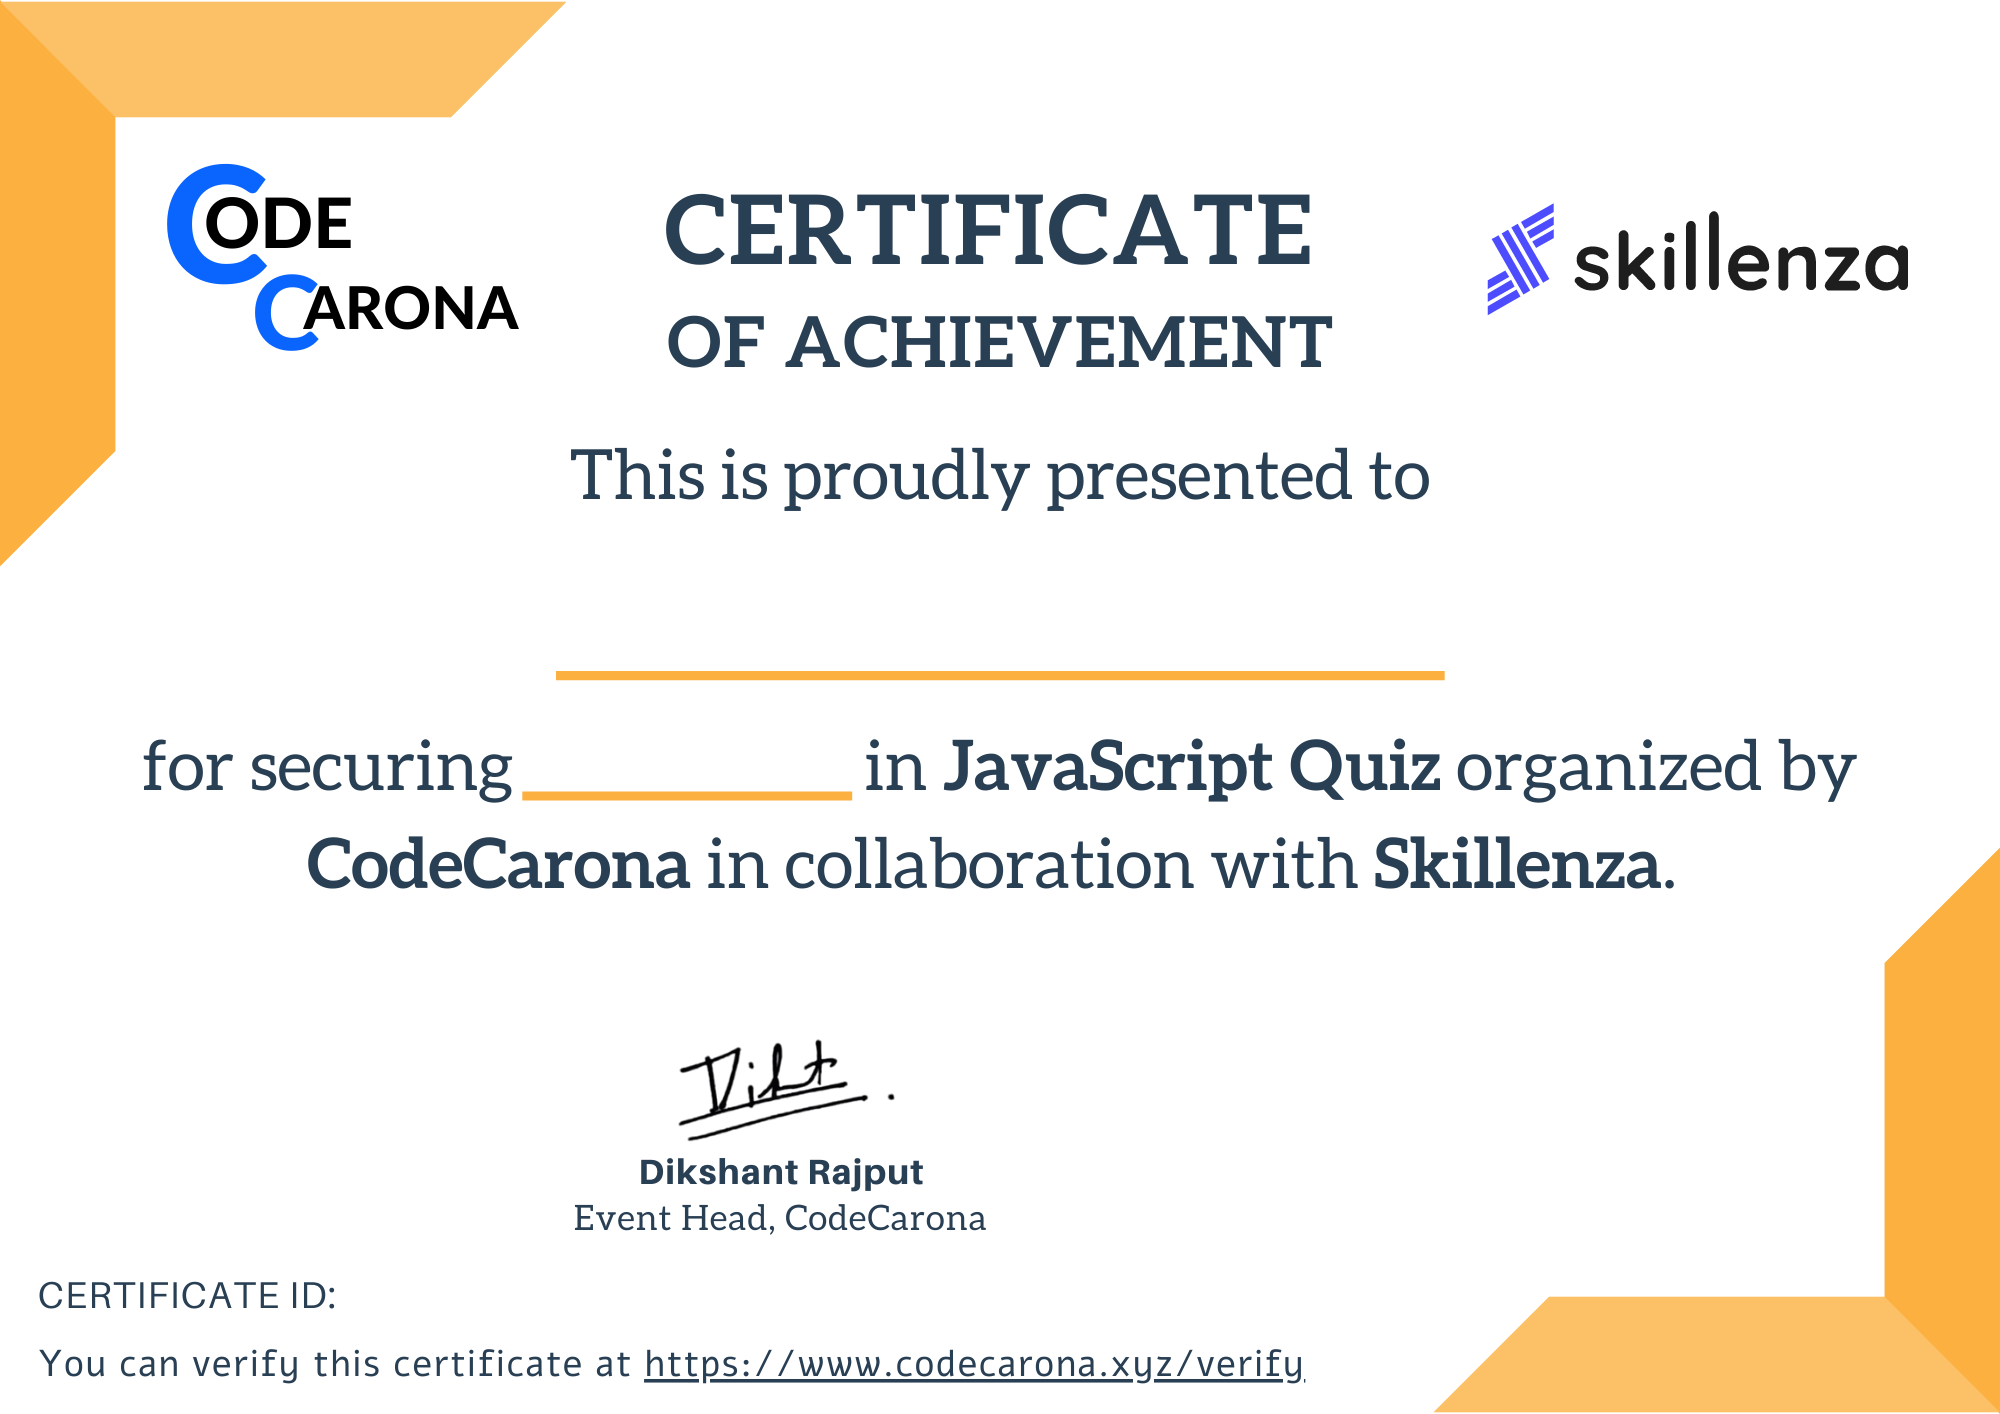 CODE
CARONA
CERTIFICATE
OF ACHIEVEMENT
skillenza
This is proudly presented to
for securing in JavaScript Quiz organized by
CodeCarona in collaboration with Skillenza.
Dikshant Rajput
Event Head, CodeCarona
CERTIFICATE ID:
You can verify this certificate at https://www.codecarona.xyz/verify